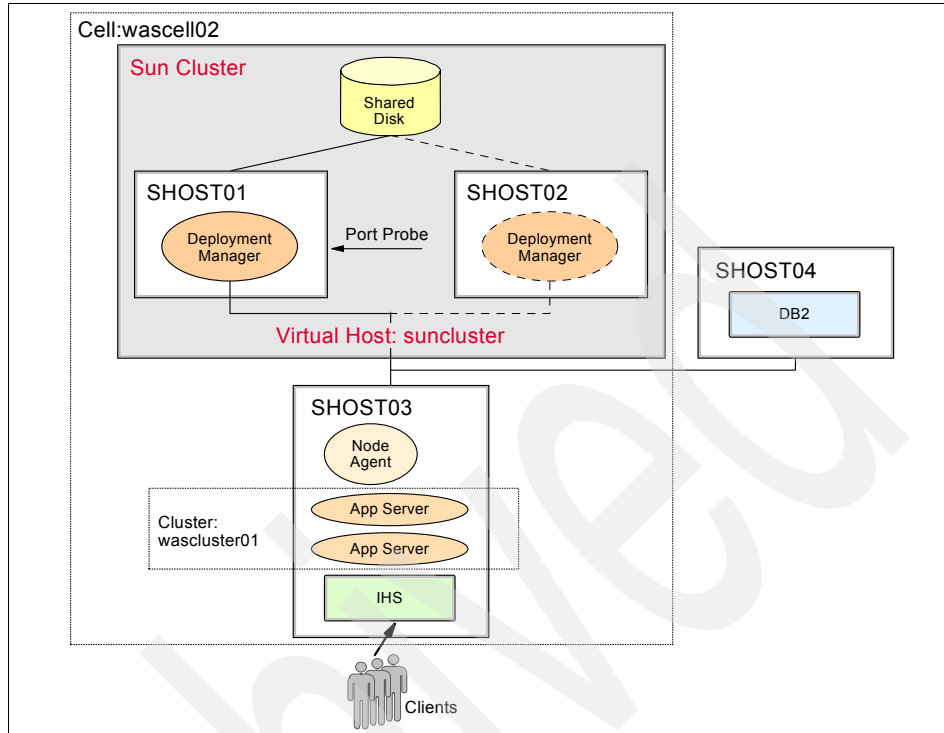 Cell:wascell02
Sun Cluster
Shared
Disk
SHOST01
SHOST02
Deployment
Manager
Port Probe
Deployment
Manager
SHOST04
DB2
Virtual Host: suncluster
SHOST03
Node
Agent
Cluster:
wascluster01
App Server
App Server
IHS
Clients